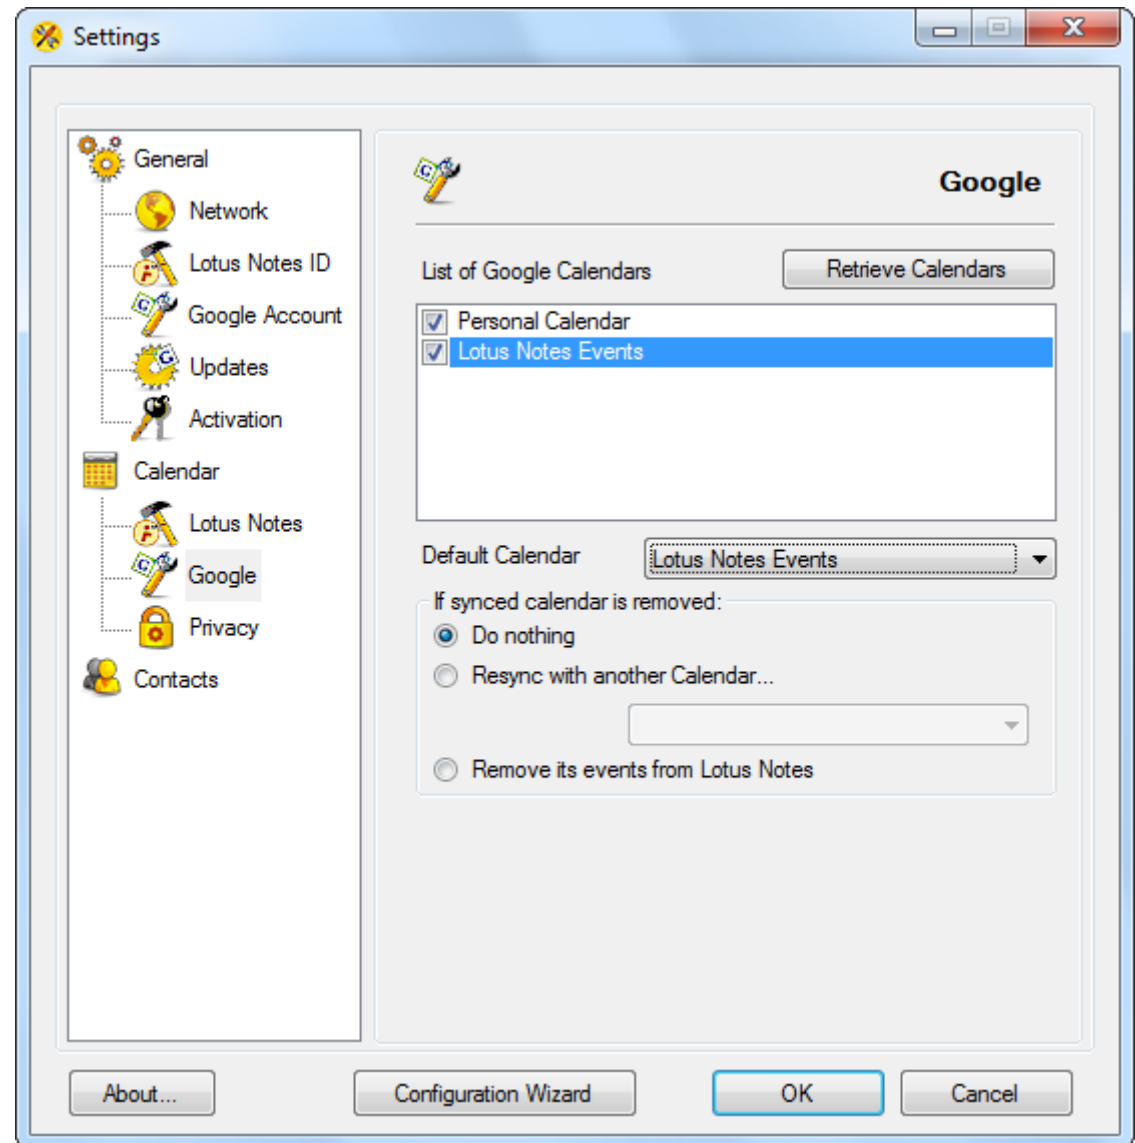 Settings
General
Network
Lotus Notes ID
Google Account
Updates
Activation
Calendar
Lotus Notes
Google
Privacy
Contacts
Google
List of Google Calendars
Retrieve Calendars
Personal Calendar
Lotus Notes Events
Default Calendar
Lotus Notes Events
If synced calendar is removed:
Do nothing
Resync with another Calendar...
Remove its events from Lotus Notes
About...
Configuration Wizard
OK
Cancel